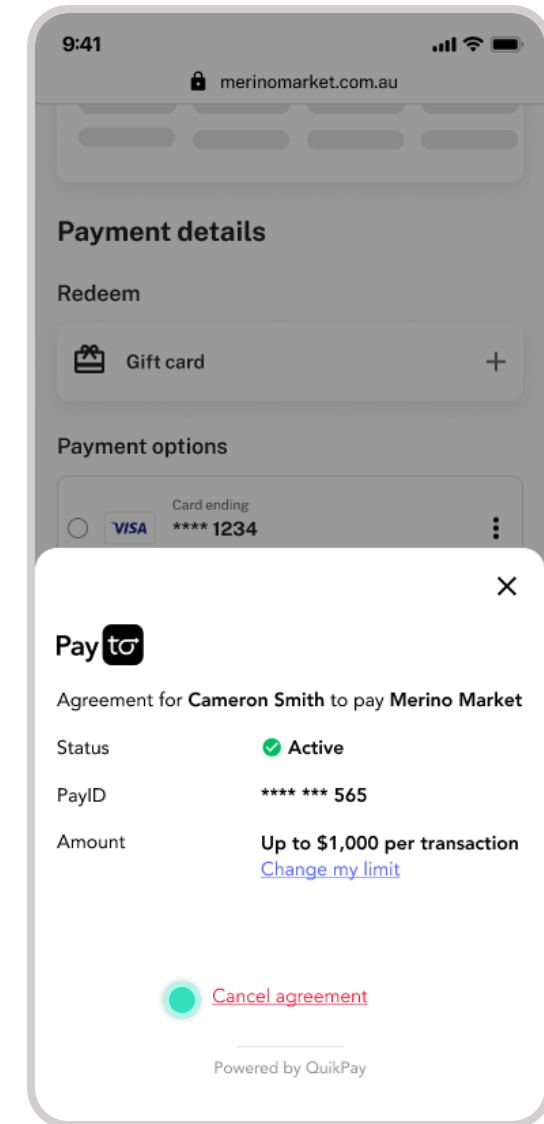 9:41
merinomarket.com.au
Payment details
Redeem
Gift card
Payment options
Card ending
VISA
**** 1234
Pay to
Agreement for Cameron Smith to pay Merino Market
Status Active
PayID **** *** 565
Amount Up to $1,000 per transaction
Change my limit
Cancel agreement
Powered by QuikPay